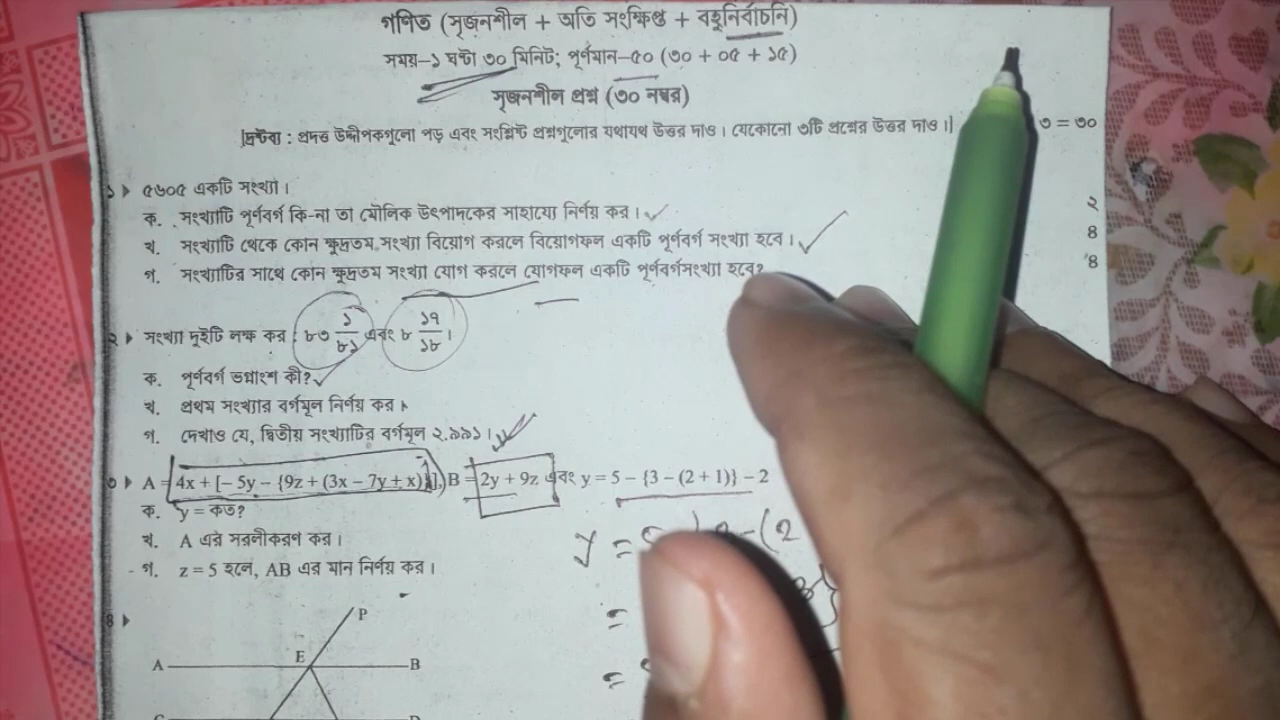 গণিত (সৃজনশীল + অতি সংক্ষিপ্ত + বহুনির্বাচনি)
সময়–১ ঘণ্টা ৩০ মিনিট; পূর্ণমান–৫০ (৩০ + ০৫ + ১৫)
সৃজনশীল প্রশ্ন (৩০ নম্বর)
[দ্রষ্টব্য : প্রদত্ত উদ্দীপকগুলো পড় এবং সংশ্লিষ্ট প্রশ্নগুলোর যথাযথ উত্তর দাও। যেকোনো ৩টি প্রশ্নের উত্তর দাও।] ৩ = ৩০
১ ▶ ৫৬০৫ একটি সংখ্যা।
ক. সংখ্যাটি পূর্ণবর্গ কি-না তা মৌলিক উৎপাদকের সাহায্যে নির্ণয় কর। ২
খ. সংখ্যাটি থেকে কোন ক্ষুদ্রতম সংখ্যা বিয়োগ করলে বিয়োগফল একটি পূর্ণবর্গ সংখ্যা হবে। ৪
গ. সংখ্যাটির সাথে কোন ক্ষুদ্রতম সংখ্যা যোগ করলে যোগফল একটি পূর্ণবর্গসংখ্যা হবে? ৪
২ ▶ সংখ্যা দুইটি লক্ষ কর : ৮৩ ১/৮১ এবং ৮ ১৭/১৮।
ক. পূর্ণবর্গ ভগ্নাংশ কী?
খ. প্রথম সংখ্যার বর্গমূল নির্ণয় কর।
গ. দেখাও যে, দ্বিতীয় সংখ্যাটির বর্গমূল ২.৯৯১।
৩ ▶ A = 4x + [– 5y – {9z + (3x – 7y + x)}], B = 2y + 9z এবং y = 5 – {3 – (2 + 1)} – 2
ক. y = কত?
খ. A এর সরলীকরণ কর।
গ. z = 5 হলে, AB এর মান নির্ণয় কর।
y =
=
=
৪ ▶
P
A E B